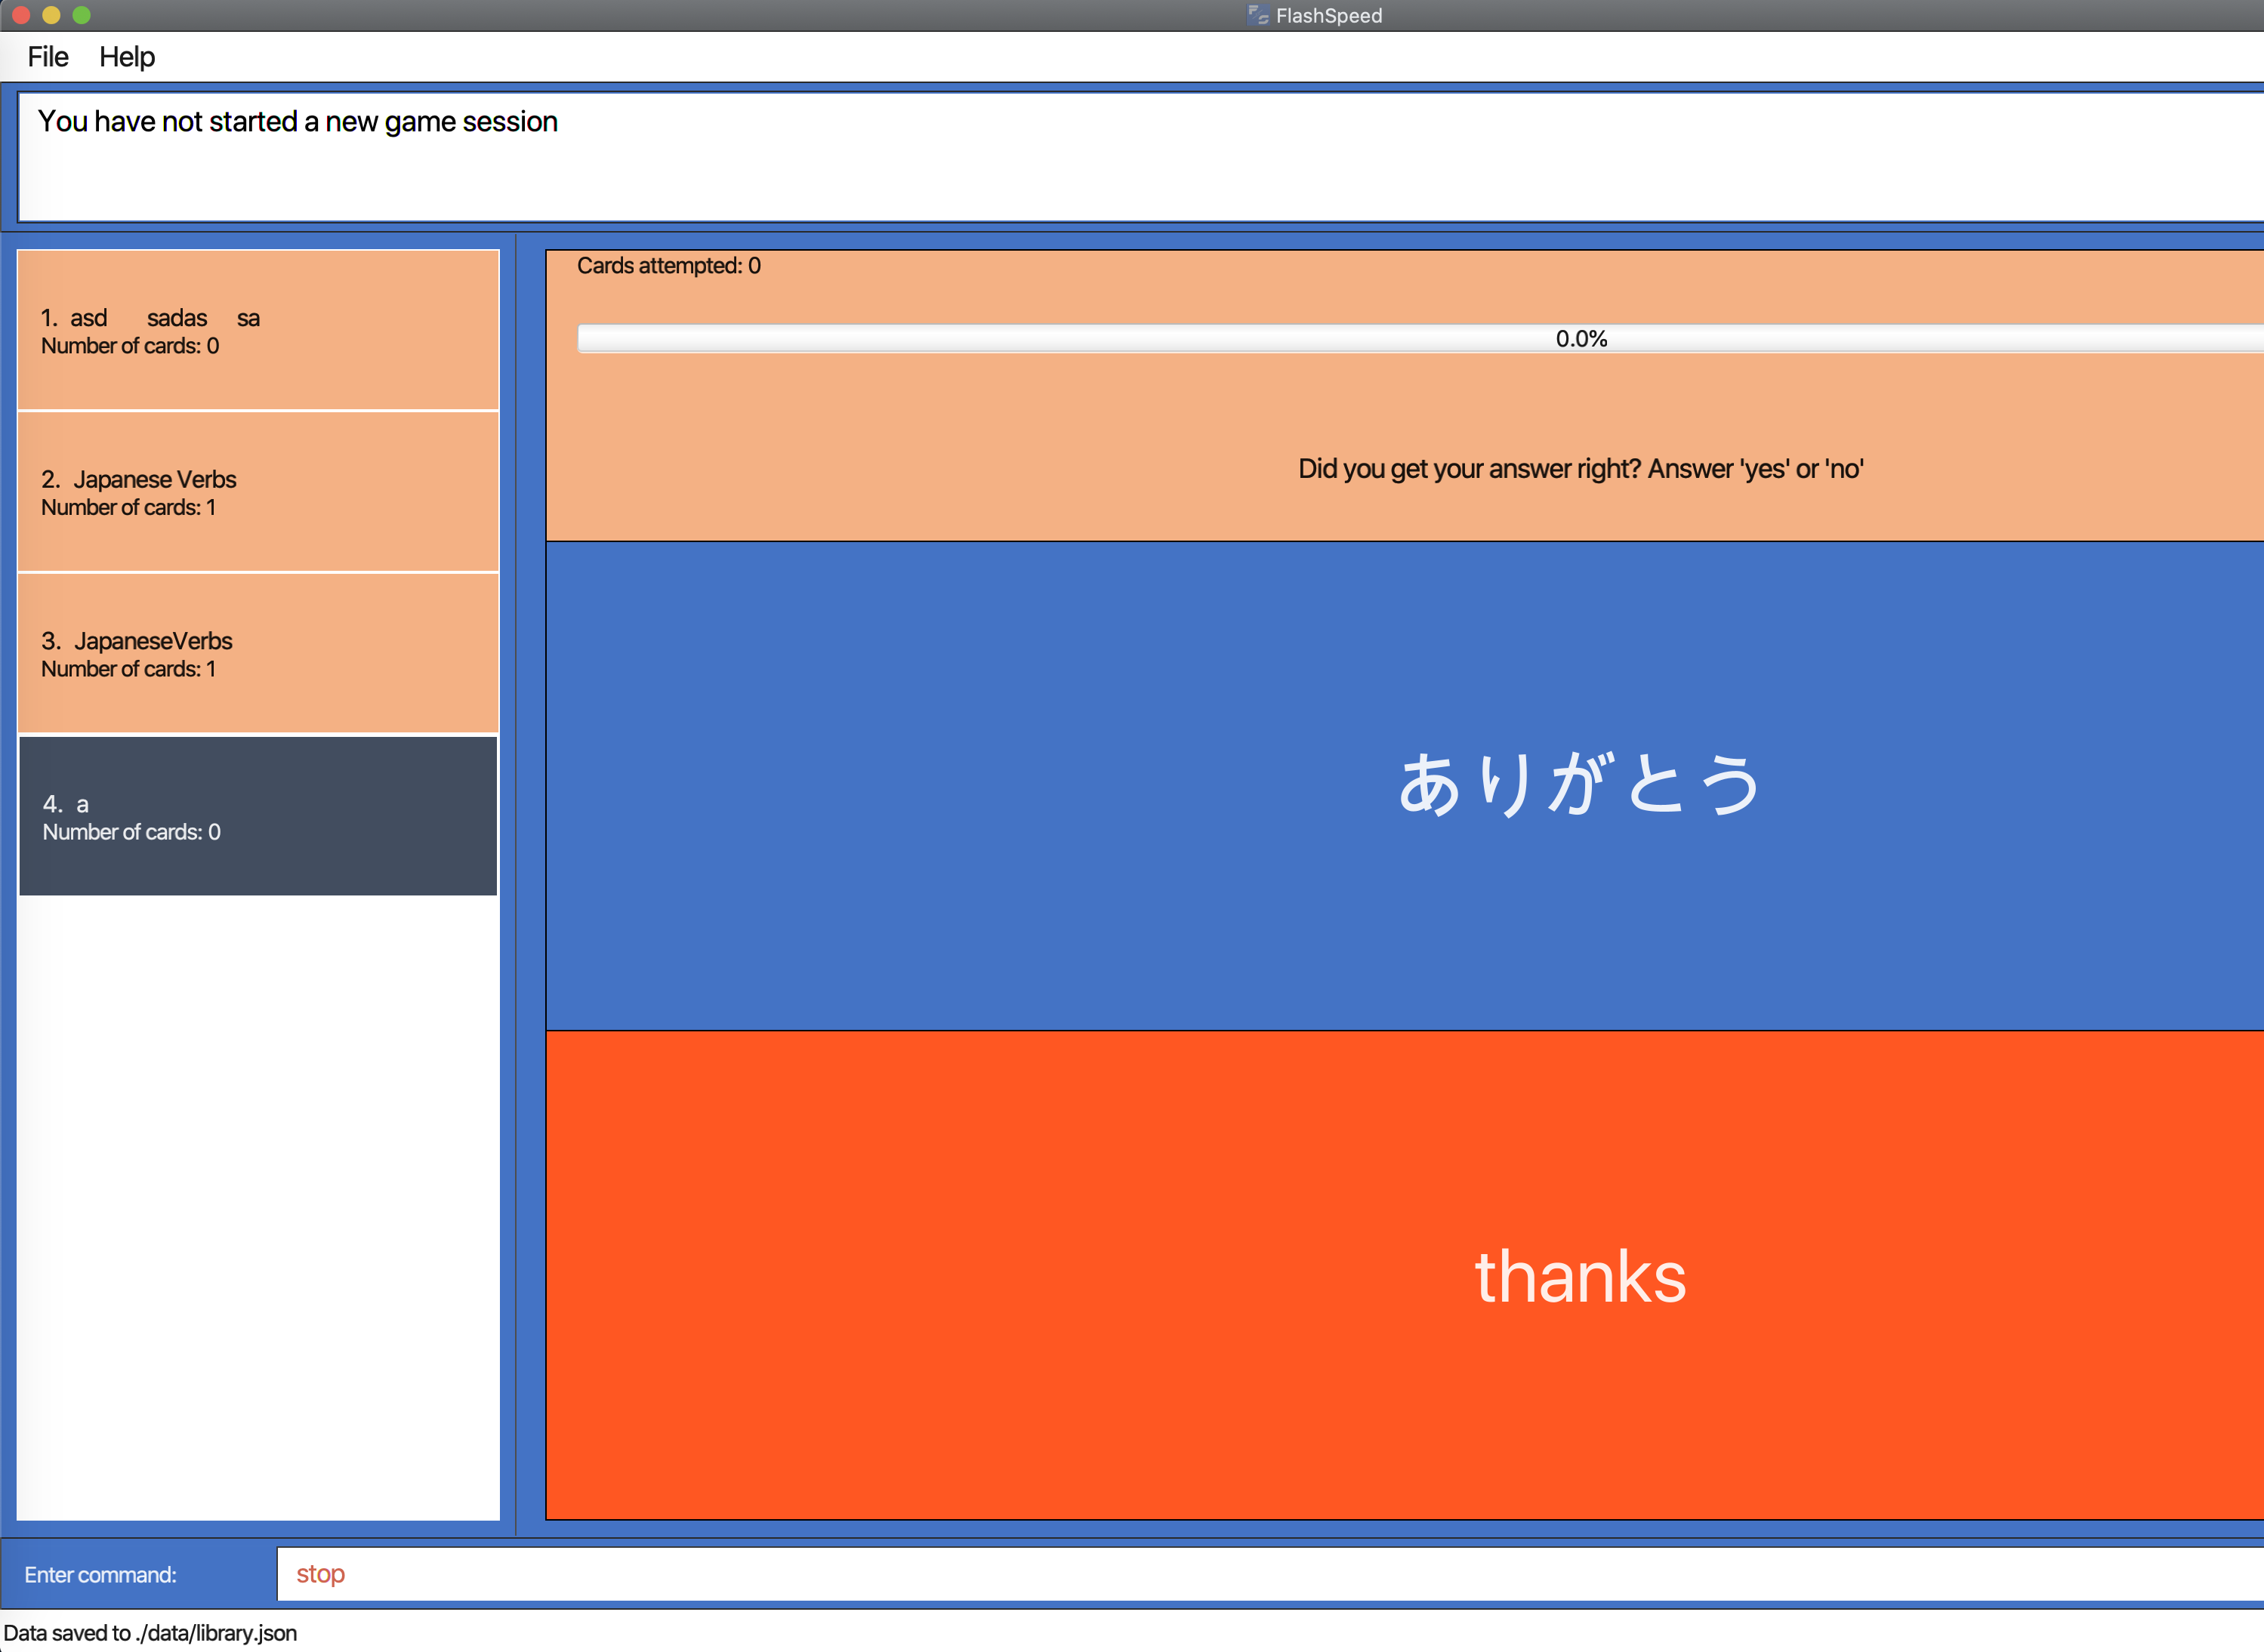 FlashSpeed
File Help
You have not started a new game session
1. asd sadas sa
Number of cards: 0
2. Japanese Verbs
Number of cards: 1
3. JapaneseVerbs
Number of cards: 1
4. a
Number of cards: 0
Cards attempted: 0
0.0%
Did you get your answer right? Answer 'yes' or 'no'
ありがとう
thanks
Enter command: stop
Data saved to ./data/library.json